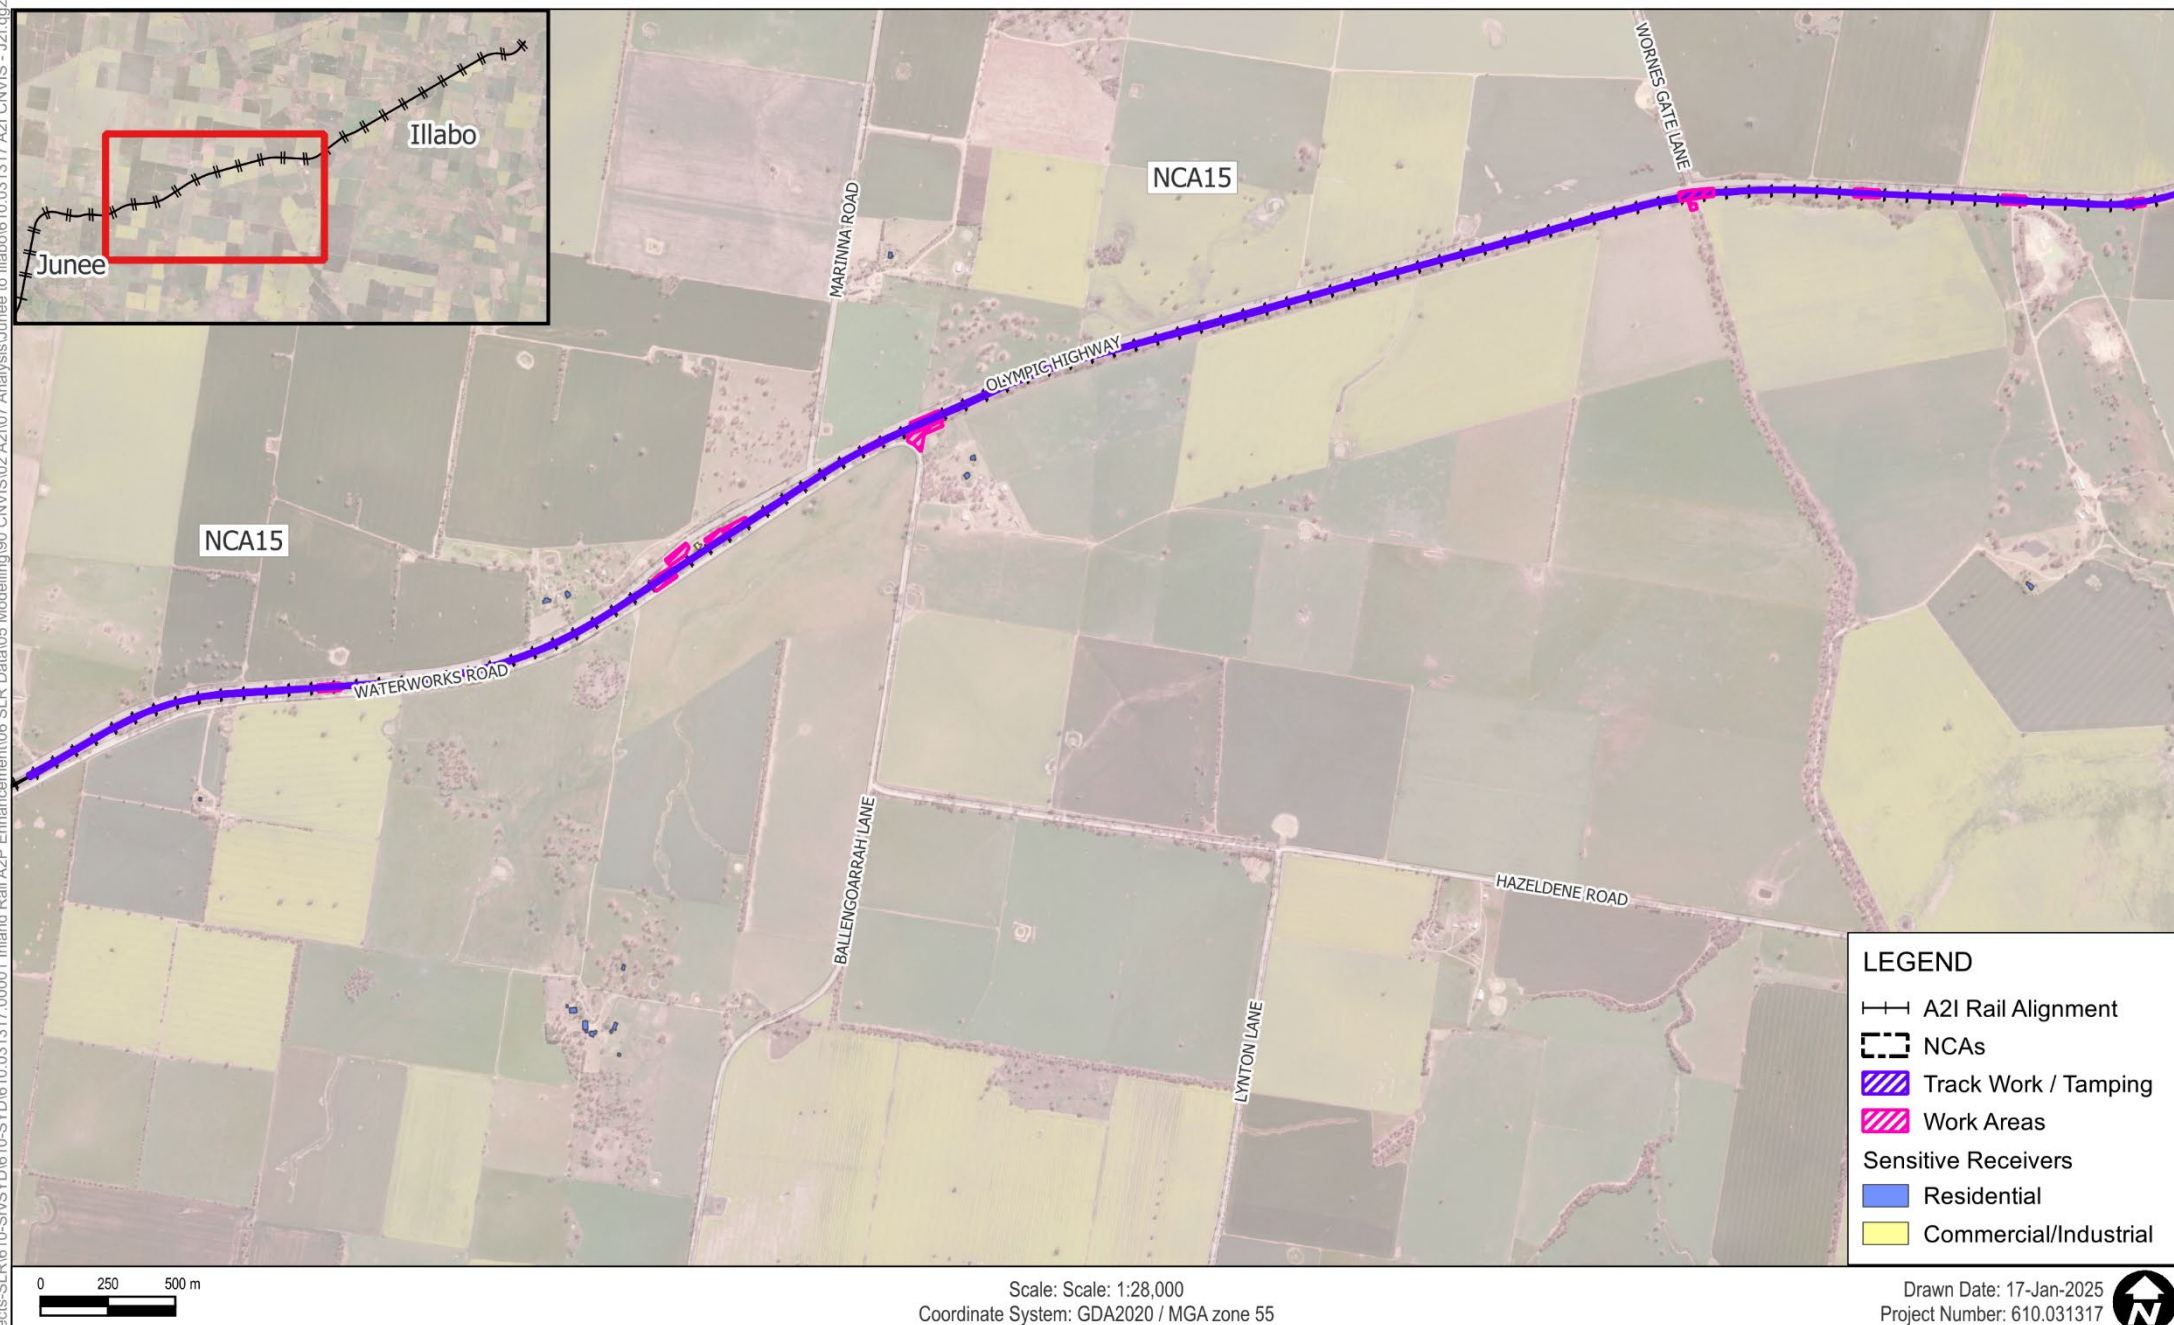 Illabo
Junee
WORNES GATE LANE
NCA15
MARINNA ROAD
OLYMPIC HIGHWAY
NCA15
WATERWORKS ROAD
BALLENGOARRAH LANE
HAZELDENE ROAD
LYNTON LANE
LEGEND
A2I Rail Alignment
NCAs
Track Work / Tamping
Work Areas
Sensitive Receivers
Residential
Commercial/Industrial
0 250 500 m
Scale: Scale: 1:28,000
Coordinate System: GDA2020 / MGA zone 55
Drawn Date: 17-Jan-2025
Project Number: 610.031317
N